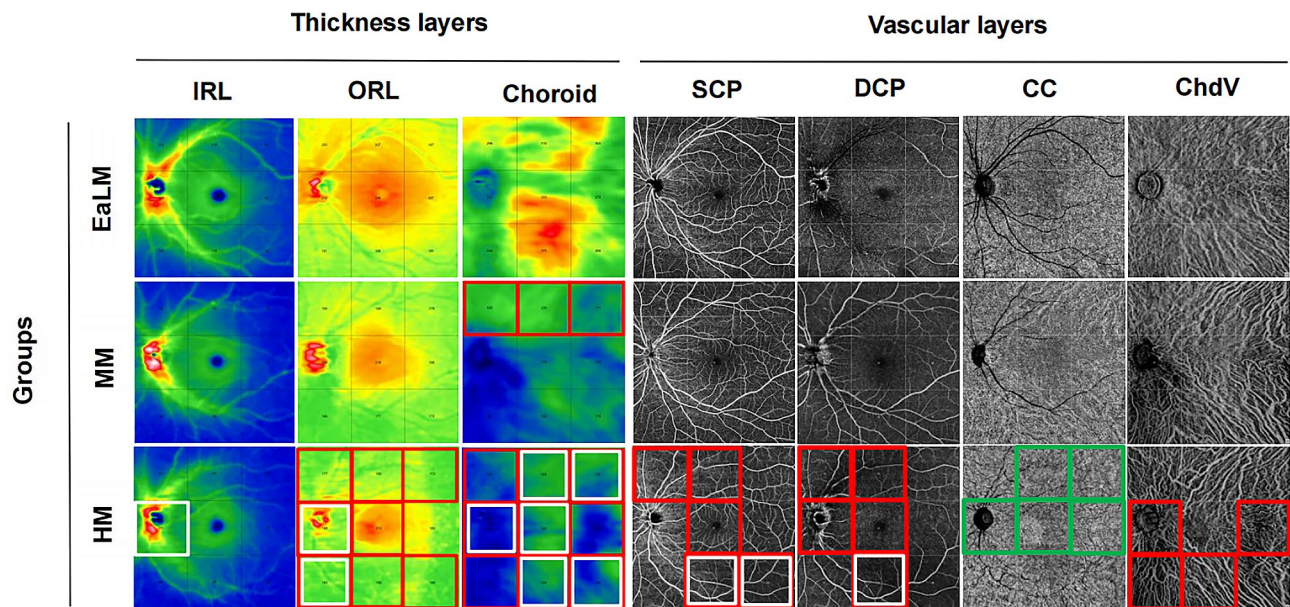 Thickness layers
Vascular layers
IRL
ORL
Choroid
SCP
DCP
CC
ChdV
Groups
EaLM
MM
HM